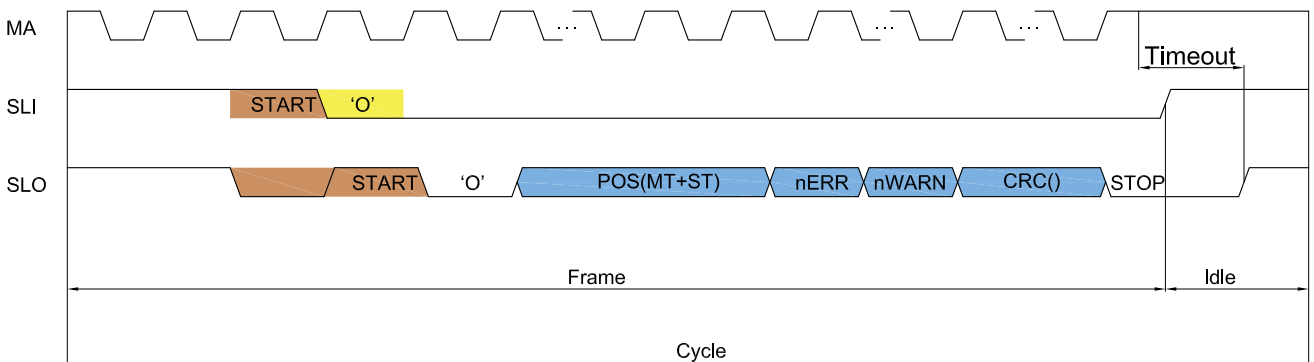 MA ... ... ...
Timeout
SLI START 'O'
SLO START 'O' POS(MT+ST) nERR nWARN CRC() STOP
Frame Idle
Cycle